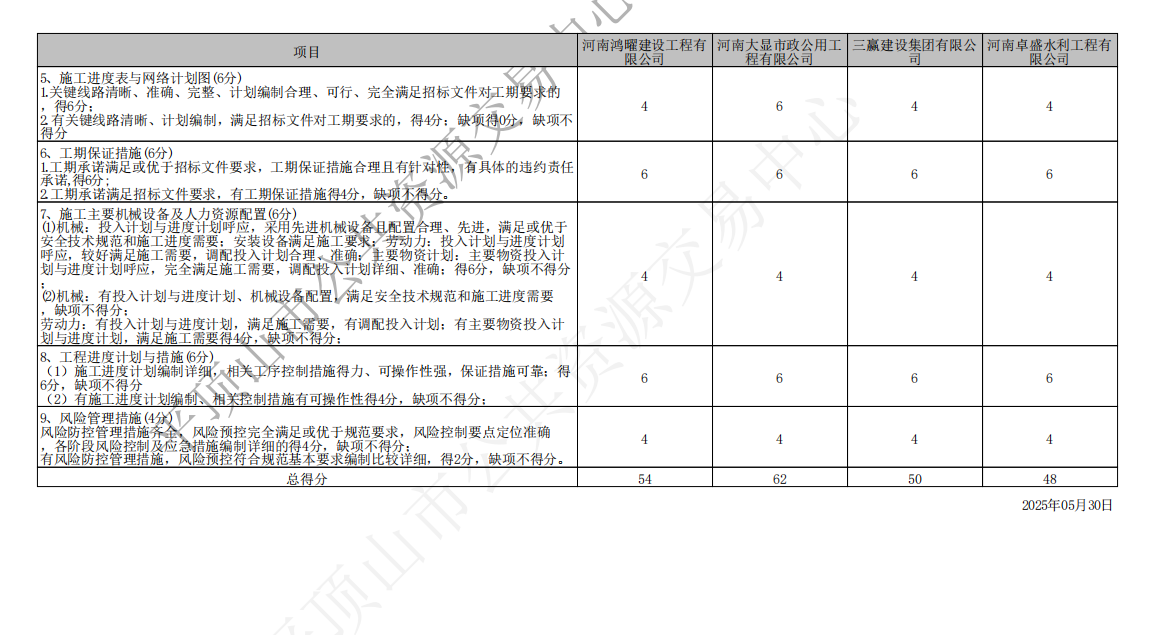 项目
河南鸿曜建设工程有
限公司
河南大显市政公用工
程有限公司
三赢建设集团有限公
司
河南卓盛水利工程有
限公司
5、施工进度表与网络计划图(6分)
1.关键线路清晰、准确、完整、计划编制合理、可行、完全满足招标文件对工期要求的
，得6分；
2.有关键线路清晰、计划编制，满足招标文件对工期要求的，得4分；缺项得0分，缺项不
得分
4
6
4
4
6、工期保证措施(6分)
1.工期承诺满足或优于招标文件要求，工期保证措施合理且有针对性，有具体的违约责任
承诺,得6分;
2.工期承诺满足招标文件要求，有工期保证措施得4分，缺项不得分。
6
6
6
6
7、施工主要机械设备及人力资源配置(6分)
(1)机械：投入计划与进度计划呼应，采用先进机械设备且配置合理、先进，满足或优于
安全技术规范和施工进度需要；安装设备满足施工要求；劳动力：投入计划与进度计划
呼应，较好满足施工需要，调配投入计划合理、准确；主要物资计划：主要物资投入计
划与进度计划呼应，完全满足施工需要，调配投入计划详细、准确；得6分，缺项不得分
；
(2)机械：有投入计划与进度计划、机械设备配置，满足安全技术规范和施工进度需要
，缺项不得分；
劳动力：有投入计划与进度计划，满足施工需要，有调配投入计划；有主要物资投入计
划与进度计划，满足施工需要得4分，缺项不得分；
4
4
4
4
8、工程进度计划与措施(6分)
（1）施工进度计划编制详细，相关工序控制措施得力、可操作性强，保证措施可靠；得
6分，缺项不得分
（2）有施工进度计划编制、相关控制措施有可操作性得4分，缺项不得分；
6
6
6
6
9、风险管理措施(4分)
风险防控管理措施齐全，风险预控完全满足或优于规范要求，风险控制要点定位准确
，各阶段风险控制及应急措施编制详细的得4分，缺项不得分；
有风险防控管理措施，风险预控符合规范基本要求编制比较详细，得2分，缺项不得分。
4
4
4
4
总得分
54
62
50
48
2025年05月30日
平顶山市公共资源交易中心
平顶山市公共资源交易中心